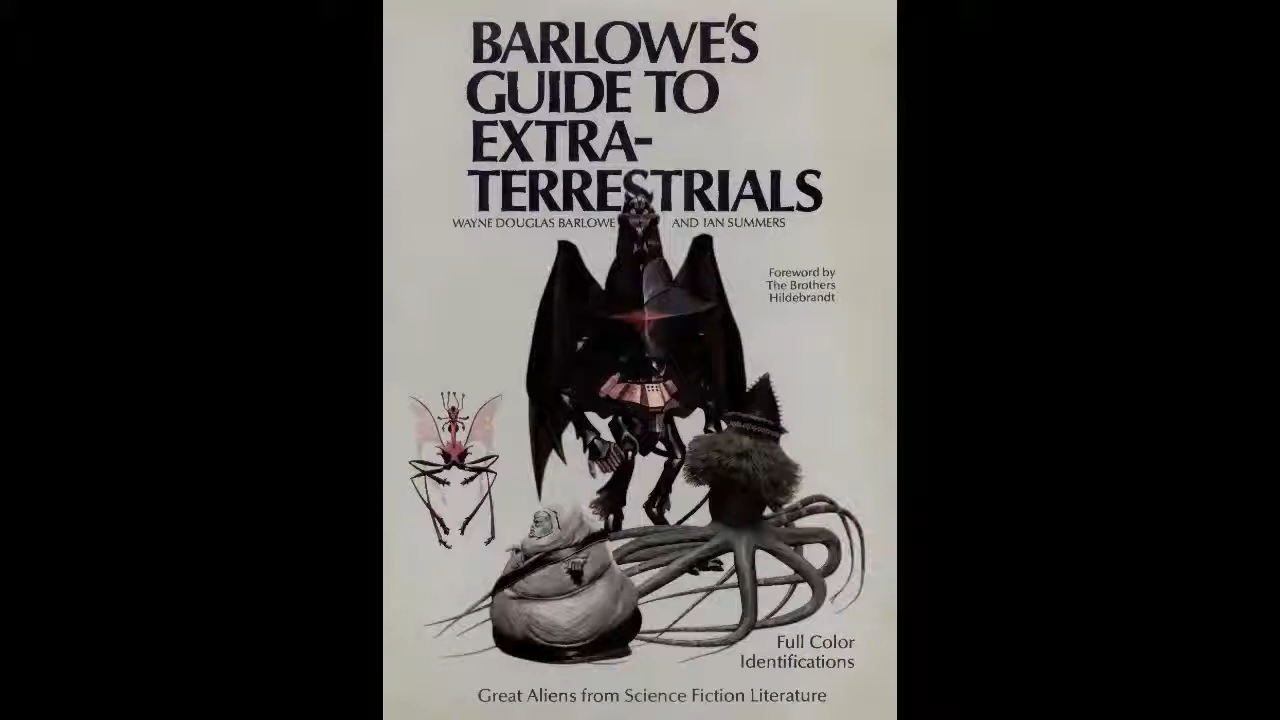 BARLOWE'S
GUIDE TO
EXTRA-
TERRESTRIALS
WAYNE DOUGLAS BARLOWE AND IAN SUMMERS
Foreword by
The Brothers
Hildebrandt
Full Color
Identifications
Great Aliens from Science Fiction Literature